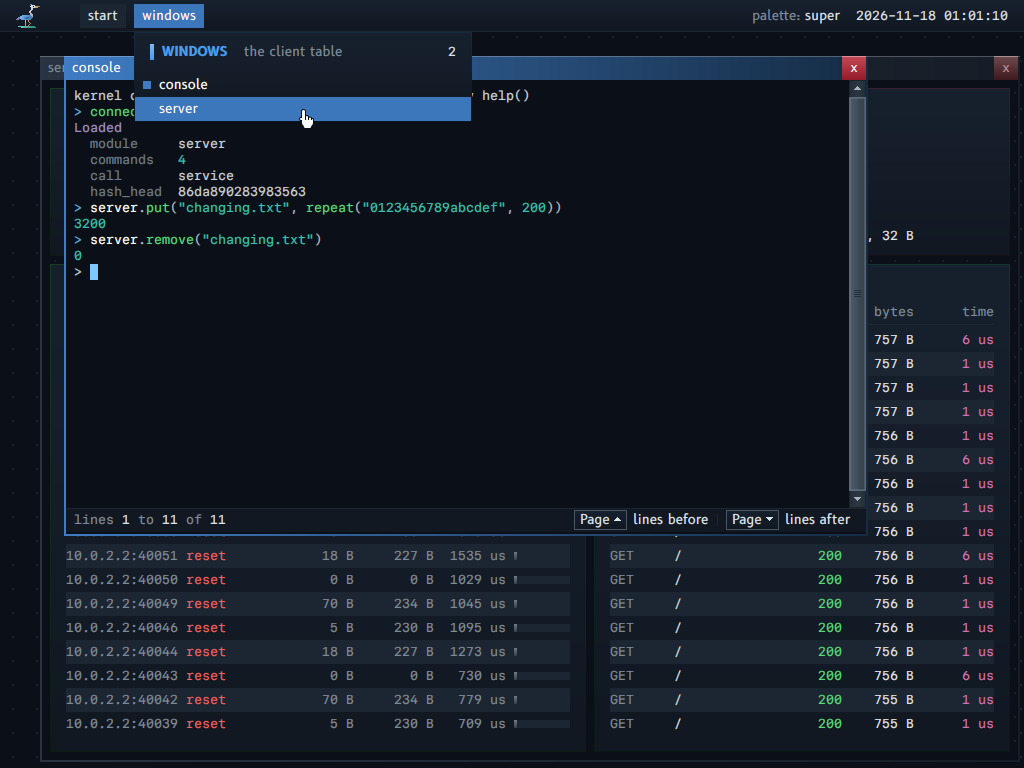 start windows palette: super 2026-11-18 01:01:10
WINDOWS the client table 2
console
server
console x
x
kernel
help()
>
Loaded
module server
commands 4
call service
hash_head 86da890283983563
> server.put("changing.txt", repeat("0123456789abcdef", 200))
3200
> server.remove("changing.txt")
0
>
lines 1 to 11 of 11 Page lines before Page lines after
, 32 B
bytes time
757 B 6 us
757 B 1 us
757 B 1 us
757 B 1 us
756 B 1 us
756 B 6 us
756 B 1 us
756 B 1 us
756 B 1 us
10.0.2.2:40051 reset 18 B 227 B 1535 us GET / 200 756 B 6 us
10.0.2.2:40050 reset 0 B 0 B 1029 us GET / 200 756 B 1 us
10.0.2.2:40049 reset 70 B 234 B 1045 us GET / 200 756 B 1 us
10.0.2.2:40046 reset 5 B 230 B 1095 us GET / 200 756 B 1 us
10.0.2.2:40044 reset 18 B 227 B 1273 us GET / 200 756 B 1 us
10.0.2.2:40043 reset 0 B 0 B 730 us GET / 200 756 B 6 us
10.0.2.2:40042 reset 70 B 234 B 779 us GET / 200 755 B 1 us
10.0.2.2:40039 reset 5 B 230 B 709 us GET / 200 755 B 1 us